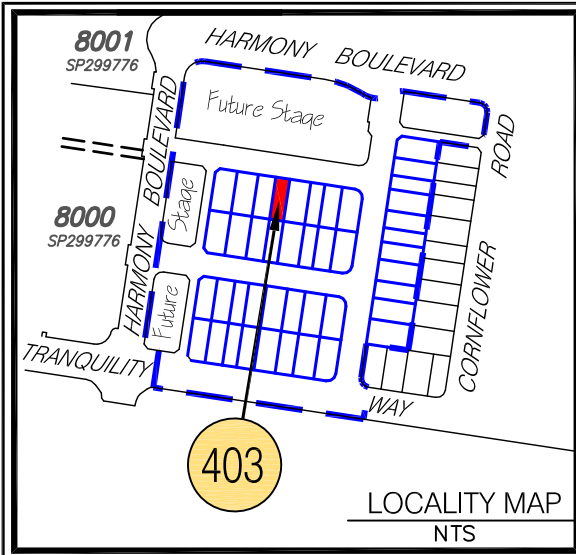 8001
SP299776
HARMONY BOULEVARD
Future Stage
HARMONY BOULEVARD
ROAD
Stage
8000
SP299776
Future
CORNFLOWER
TRANQUILITY
WAY
403
LOCALITY MAP
NTS